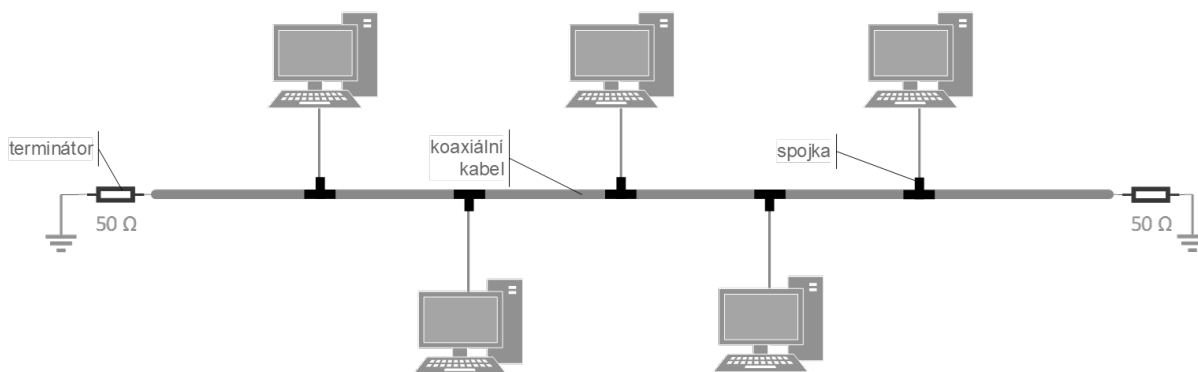 terminátor
koaxiální
kabel
spojka
50 Ω
50 Ω